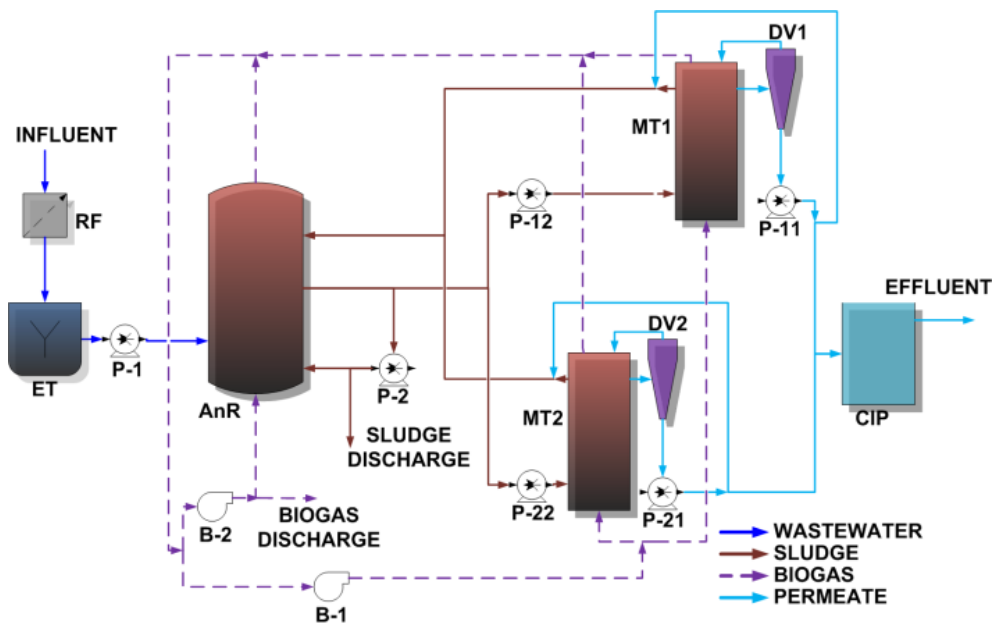 DV1
MT1
INFLUENT
RF
P-12
P-11
EFFLUENT
DV2
P-1
ET
P-2
AnR
MT2
CIP
SLUDGE
DISCHARGE
P-22
P-21
B-2
BIOGAS
DISCHARGE
B-1
WASTEWATER
SLUDGE
BIOGAS
PERMEATE